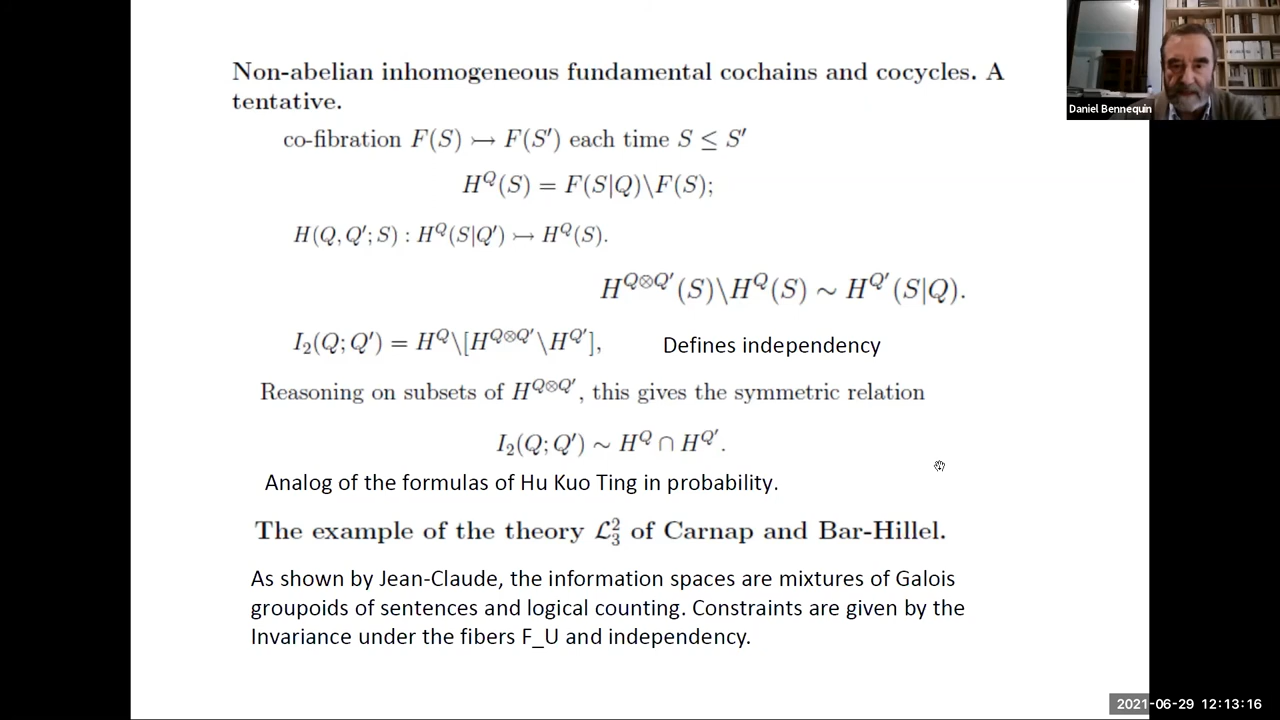 Non-abelian inhomogeneous fundamental cochains and cocycles. A
tentative.
co-fibration F(S) ↣ F(S′) each time S ≤ S′
H^Q(S) = F(S|Q)\F(S);
H(Q, Q′; S) : H^Q(S|Q′) ↣ H^Q(S).
H^{Q⊗Q′}(S)\H^Q(S) ∼ H^{Q′}(S|Q).
I₂(Q; Q′) = H^Q\[H^{Q⊗Q′}\H^{Q′}], Defines independency
Reasoning on subsets of H^{Q⊗Q′}, this gives the symmetric relation
I₂(Q; Q′) ∼ H^Q ∩ H^{Q′}.
Analog of the formulas of Hu Kuo Ting in probability.
The example of the theory ℒ₃² of Carnap and Bar-Hillel.
As shown by Jean-Claude, the information spaces are mixtures of Galois
groupoids of sentences and logical counting. Constraints are given by the
Invariance under the fibers F_U and independency.
Daniel Bennequin
2021-06-29 12:13:16